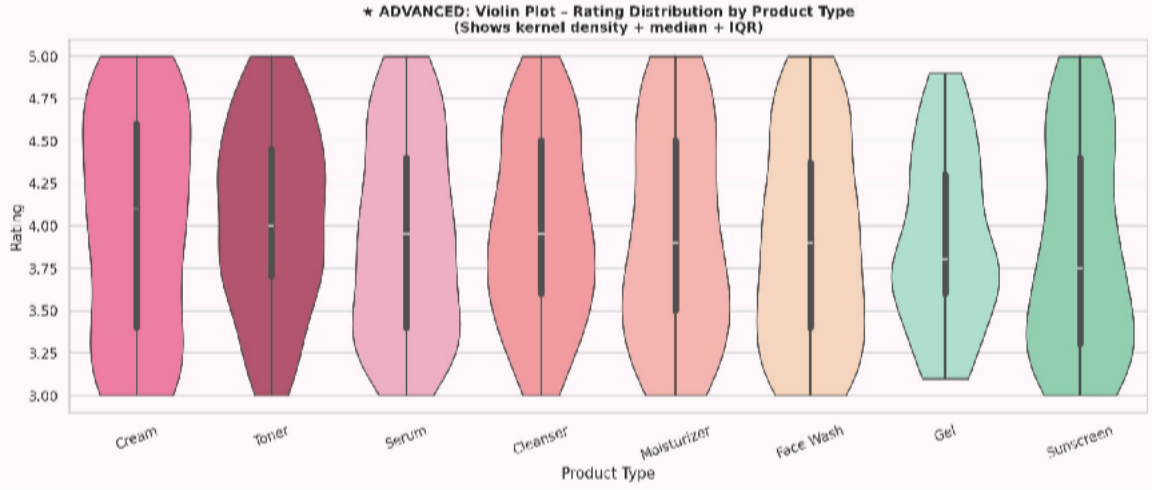 ★ ADVANCED: Violin Plot – Rating Distribution by Product Type
(Shows kernel density + median + IQR)
5.00
4.75
4.50
4.25
4.00
3.75
3.50
3.25
3.00
Rating
Cream Toner Serum Cleanser Moisturizer Face Wash Gel Sunscreen
Product Type